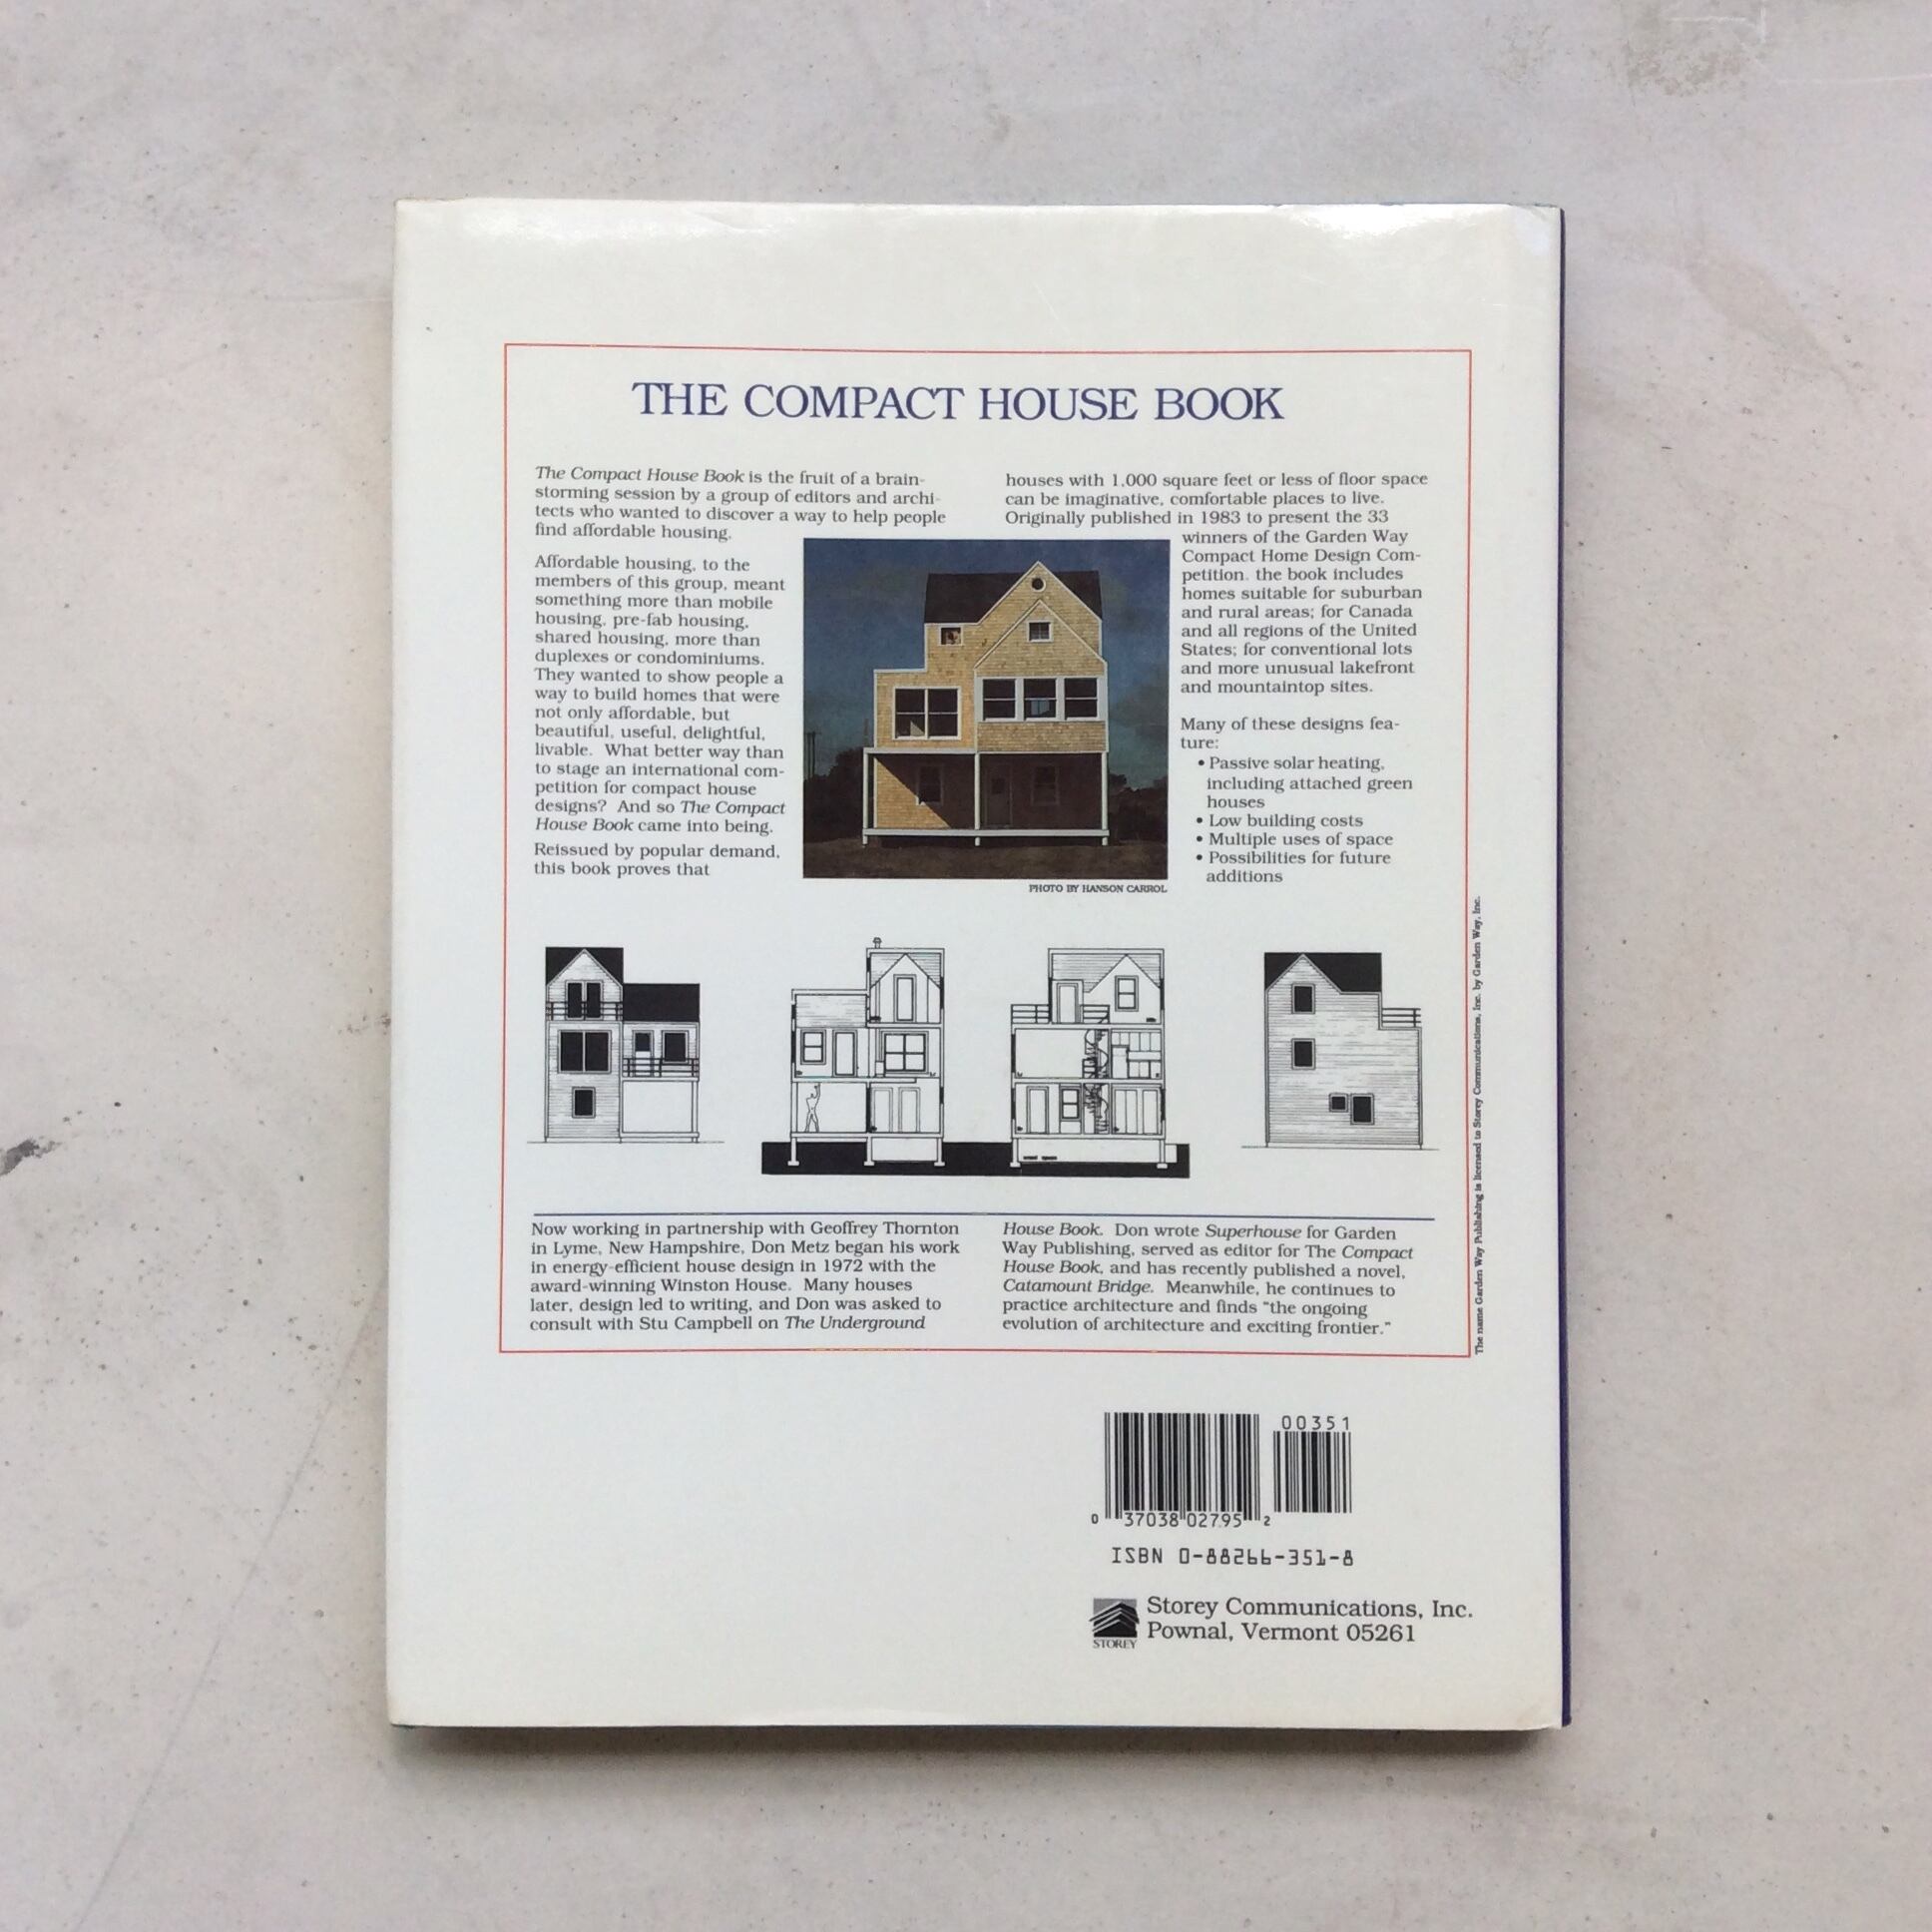 THE COMPACT HOUSE BOOK
The Compact House Book is the fruit of a brain-
storming session by a group of editors and archi-
tects who wanted to discover a way to help people
find affordable housing.
Affordable housing, to the
members of this group, meant
something more than mobile
housing, pre-fab housing,
shared housing, more than
duplexes or condominiums.
They wanted to show people a
way to build homes that were
not only affordable, but
beautiful, useful, delightful,
livable. What better way than
to stage an international com-
petition for compact house
designs? And so The Compact
House Book came into being.
Reissued by popular demand,
this book proves that
houses with 1,000 square feet or less of floor space
can be imaginative, comfortable places to live.
Originally published in 1983 to present the 33
winners of the Garden Way
Compact Home Design Com-
petition, the book includes
homes suitable for suburban
and rural areas; for Canada
and all regions of the United
States; for conventional lots
and more unusual lakefront
and mountaintop sites.
Many of these designs fea-
ture:
• Passive solar heating,
including attached green
houses
• Low building costs
• Multiple uses of space
• Possibilities for future
additions
PHOTO BY HANSON CARROL
Now working in partnership with Geoffrey Thornton
in Lyme, New Hampshire, Don Metz began his work
in energy-efficient house design in 1972 with the
award-winning Winston House. Many houses
later, design led to writing, and Don was asked to
consult with Stu Campbell on The Underground
House Book. Don wrote Superhouse for Garden
Way Publishing, served as editor for The Compact
House Book, and has recently published a novel,
Catamount Bridge. Meanwhile, he continues to
practice architecture and finds "the ongoing
evolution of architecture and exciting frontier."
The name Garden Way Publishing is licensed to Storey Communications, Inc. by Garden Way, Inc.
00351
0 37038 02795 2
ISBN 0-88266-351-8
STOREY
Storey Communications, Inc.
Pownal, Vermont 05261